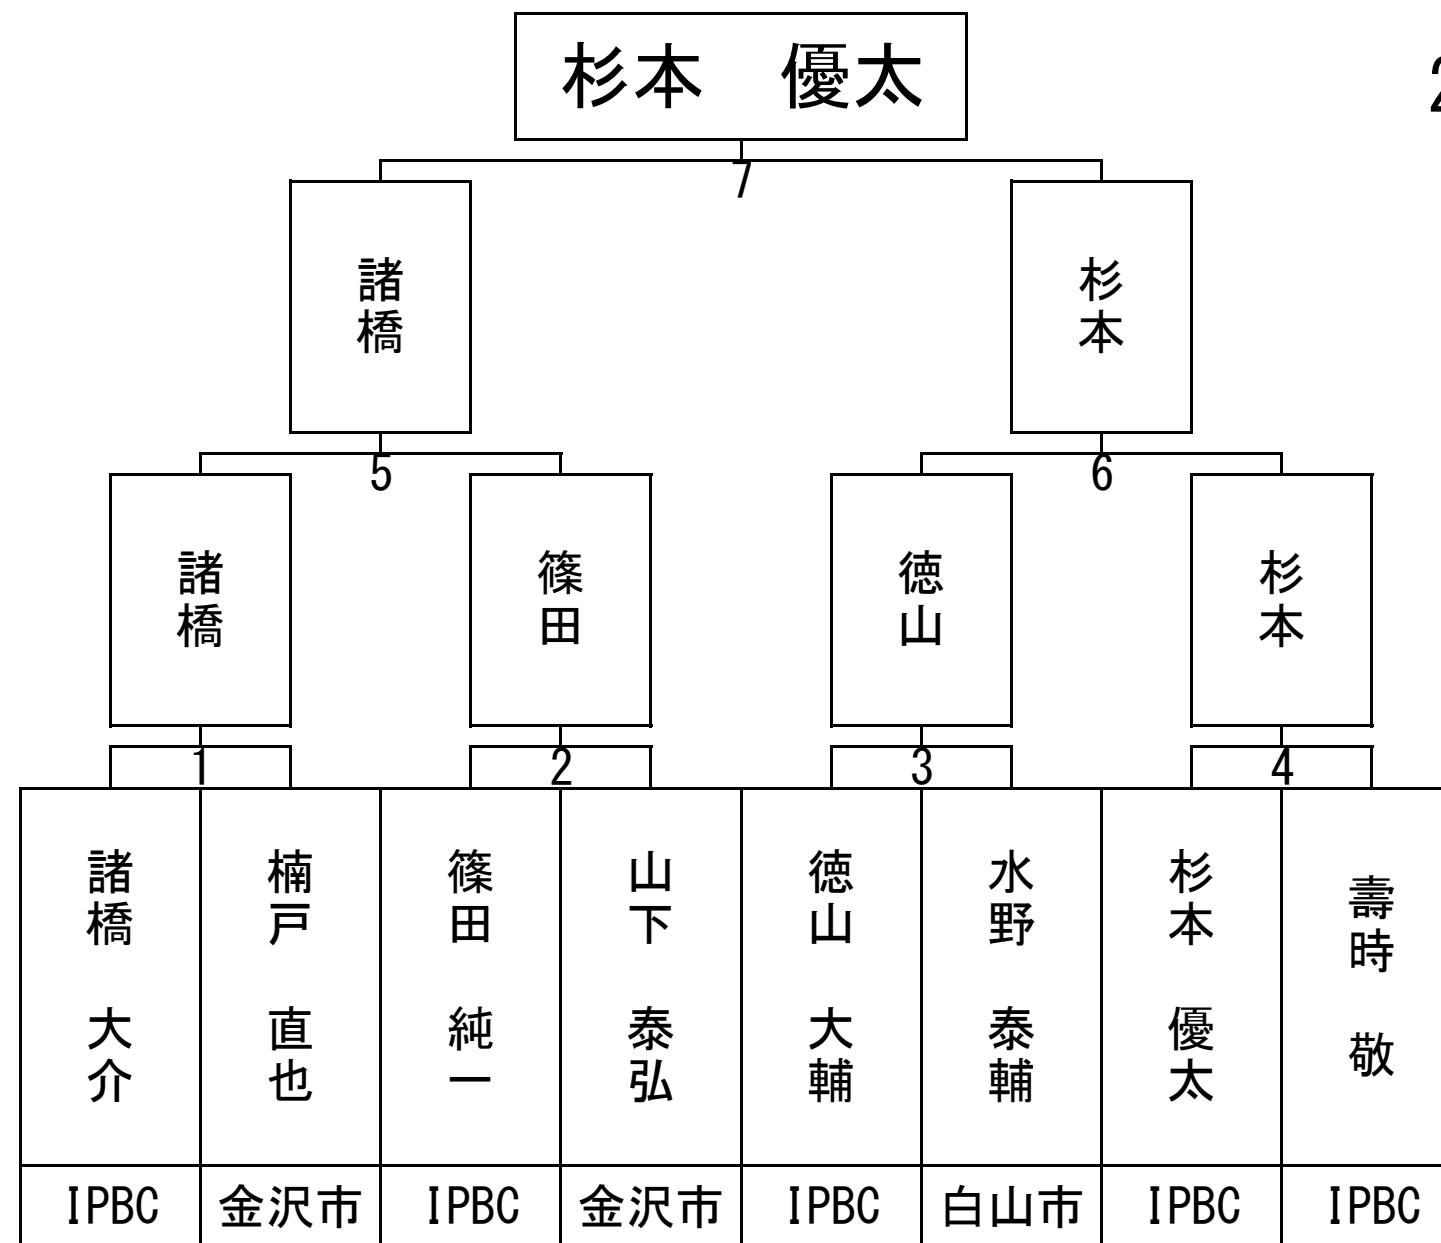 杉本 優太
2
7
諸橋
杉本
5
6
諸橋
篠田
徳山
杉本
1
2
3
4
諸橋 大介
楠戸 直也
篠田 純一
山下 泰弘
徳山 大輔
水野 泰輔
杉本 優太
壽時 敬
IPBC
金沢市
IPBC
金沢市
IPBC
白山市
IPBC
IPBC